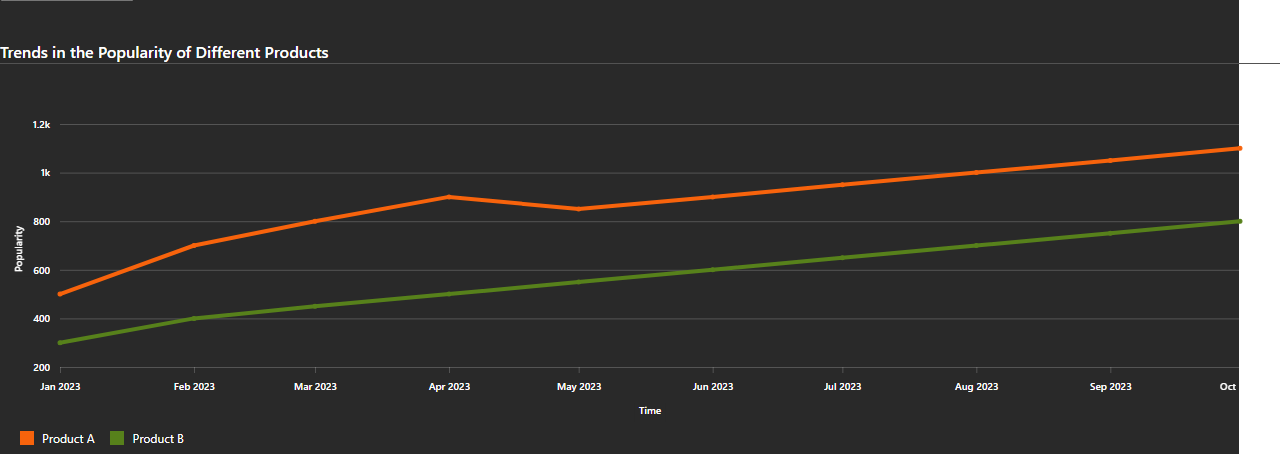 Trends in the Popularity of Different Products
1.2k
1k
800
600
400
200
Popularity
Jan 2023 Feb 2023 Mar 2023 Apr 2023 May 2023 Jun 2023 Jul 2023 Aug 2023 Sep 2023 Oct
Time
Product A Product B